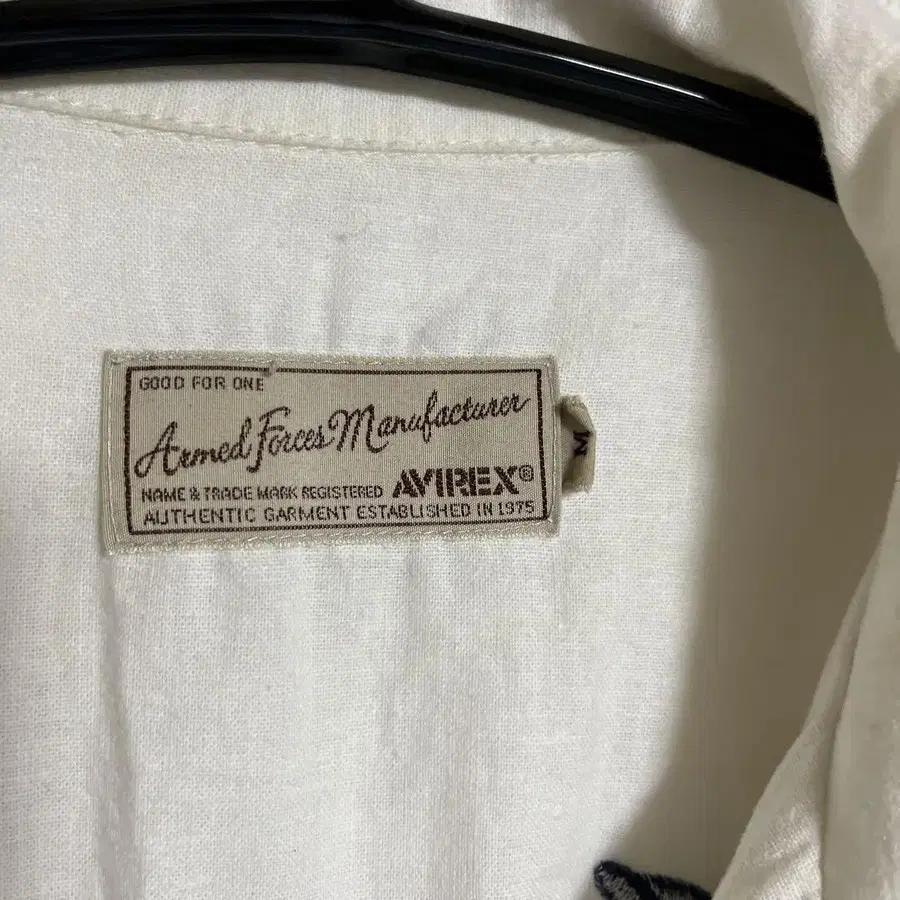 GOOD FOR ONE
Armed Forces Manufacturer
NAME & TRADE MARK REGISTERED AVIREX®
AUTHENTIC GARMENT ESTABLISHED IN 1975
M